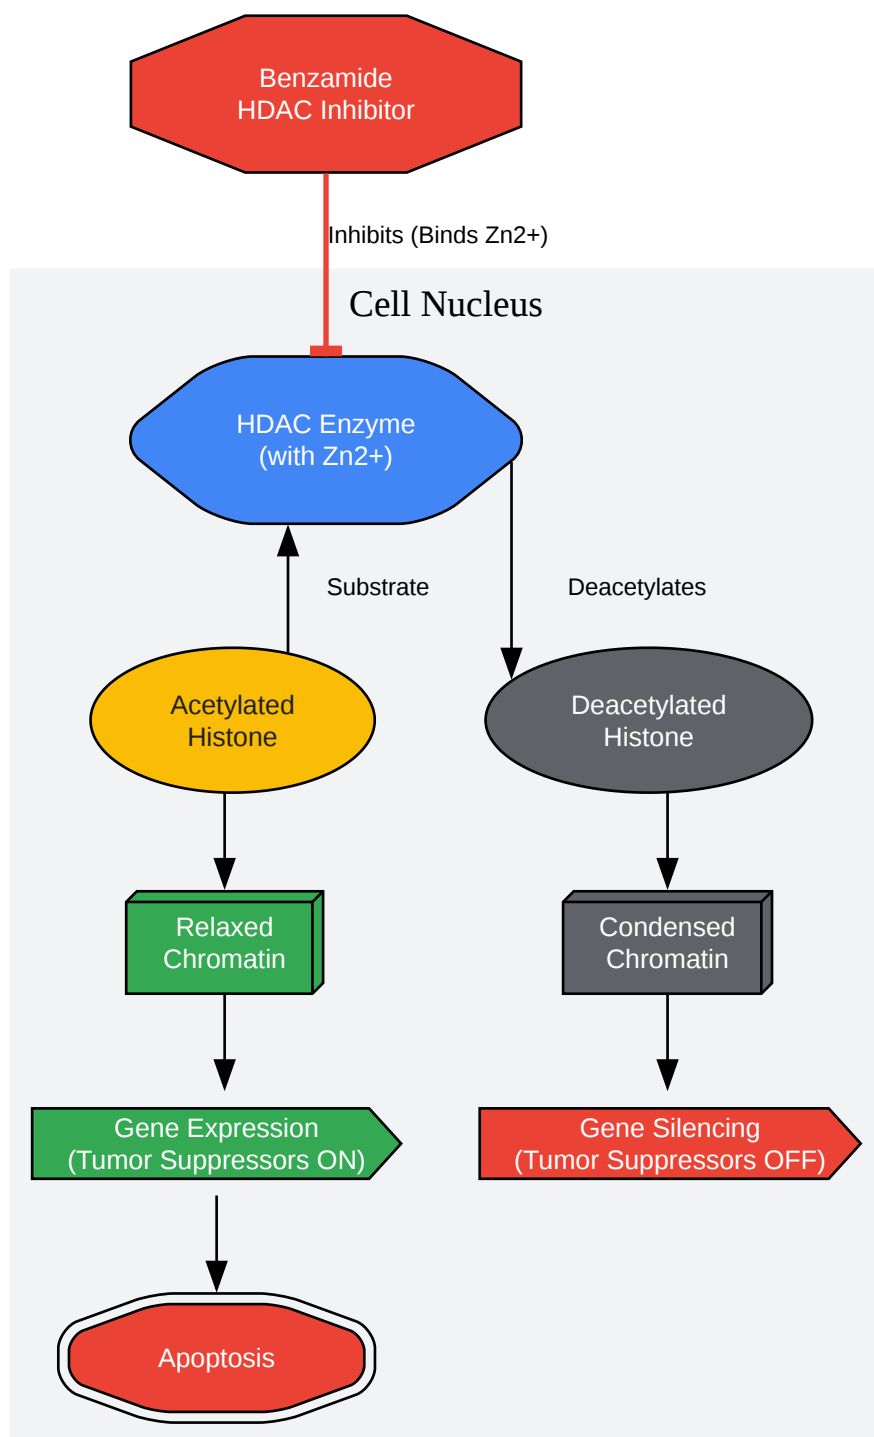 Benzamide
HDAC Inhibitor
Inhibits (Binds Zn2+)
Cell Nucleus
HDAC Enzyme
(with Zn2+)
Substrate
Deacetylates
Acetylated
Histone
Deacetylated
Histone
Relaxed
Chromatin
Condensed
Chromatin
Gene Expression
(Tumor Suppressors ON)
Gene Silencing
(Tumor Suppressors OFF)
Apoptosis